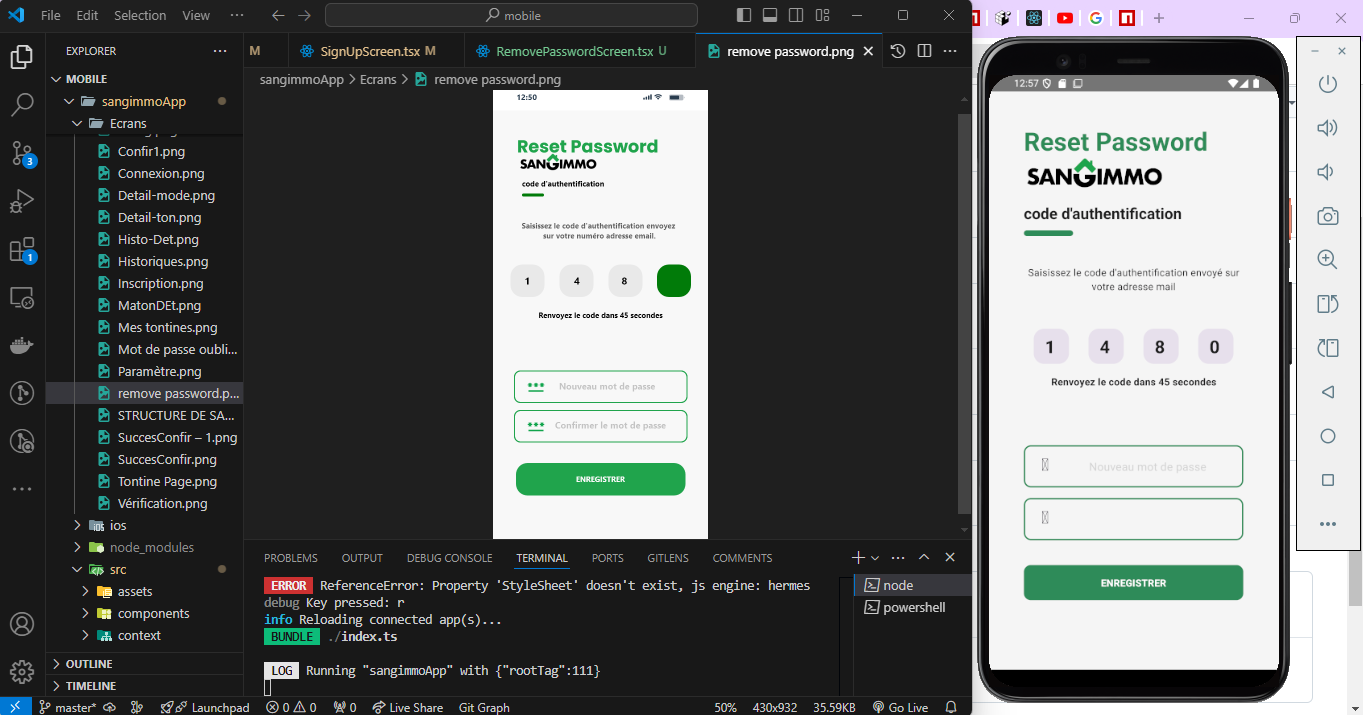 File Edit Selection View ··· mobile
EXPLORER ···
MOBILE
sangimmoApp
Ecrans
Confir1.png
Connexion.png
Detail-mode.png
Detail-ton.png
Histo-Det.png
Historiques.png
Inscription.png
MatonDEt.png
Mes tontines.png
Mot de passe oubli...
Paramètre.png
remove password.p...
STRUCTURE DE SA...
SuccesConfir – 1.png
SuccesConfir.png
Tontine Page.png
Vérification.png
ios
node_modules
src
assets
components
context
OUTLINE
TIMELINE
3
1
M SignUpScreen.tsx M RemovePasswordScreen.tsx U remove password.png
sangimmoApp > Ecrans > remove password.png
12:50
Reset Password
SANGIMMO
code d'authentification
Saisissez le code d'authentification envoyez
sur votre numéro adresse email.
1 4 8
Renvoyez le code dans 45 secondes
Nouveau mot de passe
Confirmer le mot de passe
ENREGISTRER
PROBLEMS OUTPUT DEBUG CONSOLE TERMINAL PORTS GITLENS COMMENTS
ERROR ReferenceError: Property 'StyleSheet' doesn't exist, js engine: hermes
debug Key pressed: r
info Reloading connected app(s)...
BUNDLE ./index.ts
LOG Running "sangimmoApp" with {"rootTag":111}
node
powershell
master* Launchpad 0 0 0 Live Share Git Graph 50% 430x932 35.59KB Go Live
12:57
Reset Password
SANGIMMO
code d'authentification
Saisissez le code d'authentification envoyé sur
votre adresse mail
1 4 8 0
Renvoyez le code dans 45 secondes
Nouveau mot de passe
ENREGISTRER